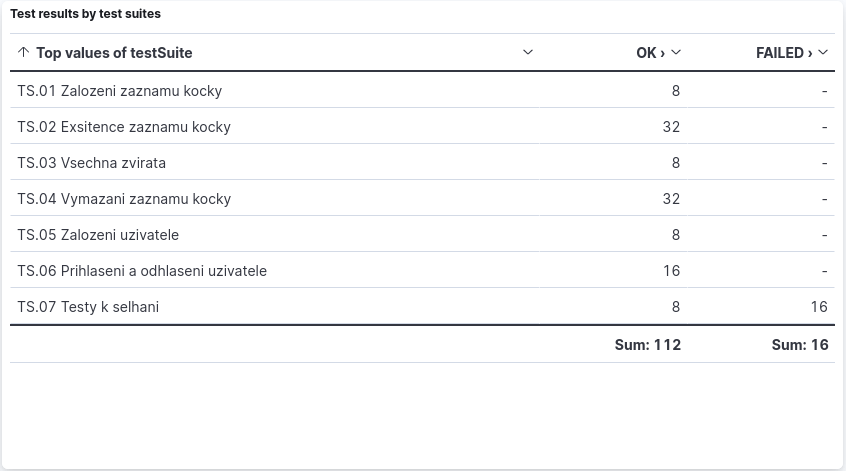 Test results by test suites
↑ Top values of testSuite OK › FAILED ›
TS.01 Zalozeni zaznamu kocky 8 -
TS.02 Exsitence zaznamu kocky 32 -
TS.03 Vsechna zvirata 8 -
TS.04 Vymazani zaznamu kocky 32 -
TS.05 Zalozeni uzivatele 8 -
TS.06 Prihlaseni a odhlaseni uzivatele 16 -
TS.07 Testy k selhani 8 16
Sum: 112 Sum: 16